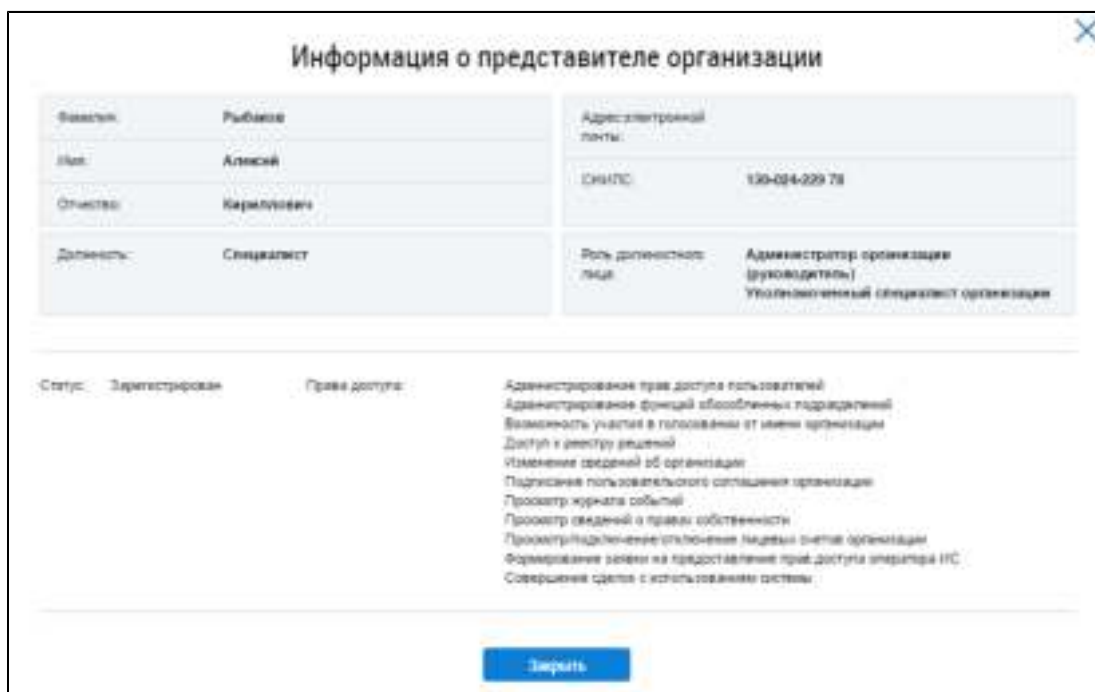 Информация о представителе организации
Фамилия: Рыбаков
Имя: Алексей
Отчество: Кириллович
Должность: Специалист
Адрес электронной
почты:
СНИЛС: 130-024-229 78
Роль должностного
лица:
Администратор организации
(руководитель)
Уполномоченный специалист организации
Статус: Зарегистрирован
Права доступа:
Администрирование прав доступа пользователей
Администрирование функций обособленных подразделений
Возможность участия в голосовании от имени организации
Доступ к реестру решений
Изменение сведений об организации
Подписание пользовательского соглашения организации
Просмотр журнала событий
Просмотр сведений о правах собственности
Просмотр/подключение/отключение лицевых счетов организации
Формирование заявки на предоставление прав доступа оператора ИС
Совершение сделок с использованием системы
Закрыть